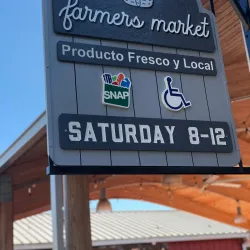 farmers market
Producto Fresco y Local
SNAP
SATURDAY 8-12